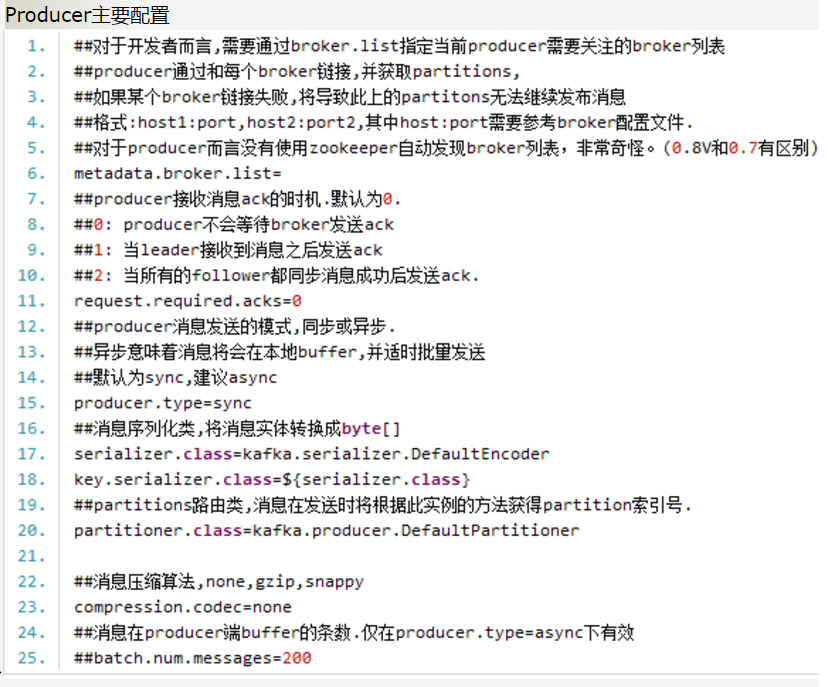 Producer主要配置
1. ##对于开发者而言,需要通过broker.list指定当前producer需要关注的broker列表
2. ##producer通过和每个broker链接,并获取partitions,
3. ##如果某个broker链接失败,将导致此上的partitons无法继续发布消息
4. ##格式:host1:port,host2:port2,其中host:port需要参考broker配置文件.
5. ##对于producer而言没有使用zookeeper自动发现broker列表，非常奇怪。(0.8V和0.7有区别)
6. metadata.broker.list=
7. ##producer接收消息ack的时机.默认为0.
8. ##0: producer不会等待broker发送ack
9. ##1: 当leader接收到消息之后发送ack
10. ##2: 当所有的follower都同步消息成功后发送ack.
11. request.required.acks=0
12. ##producer消息发送的模式,同步或异步.
13. ##异步意味着消息将会在本地buffer,并适时批量发送
14. ##默认为sync,建议async
15. producer.type=sync
16. ##消息序列化类,将消息实体转换成byte[]
17. serializer.class=kafka.serializer.DefaultEncoder
18. key.serializer.class=${serializer.class}
19. ##partitions路由类,消息在发送时将根据此实例的方法获得partition索引号.
20. partitioner.class=kafka.producer.DefaultPartitioner
21.
22. ##消息压缩算法,none,gzip,snappy
23. compression.codec=none
24. ##消息在producer端buffer的条数.仅在producer.type=async下有效
25. ##batch.num.messages=200